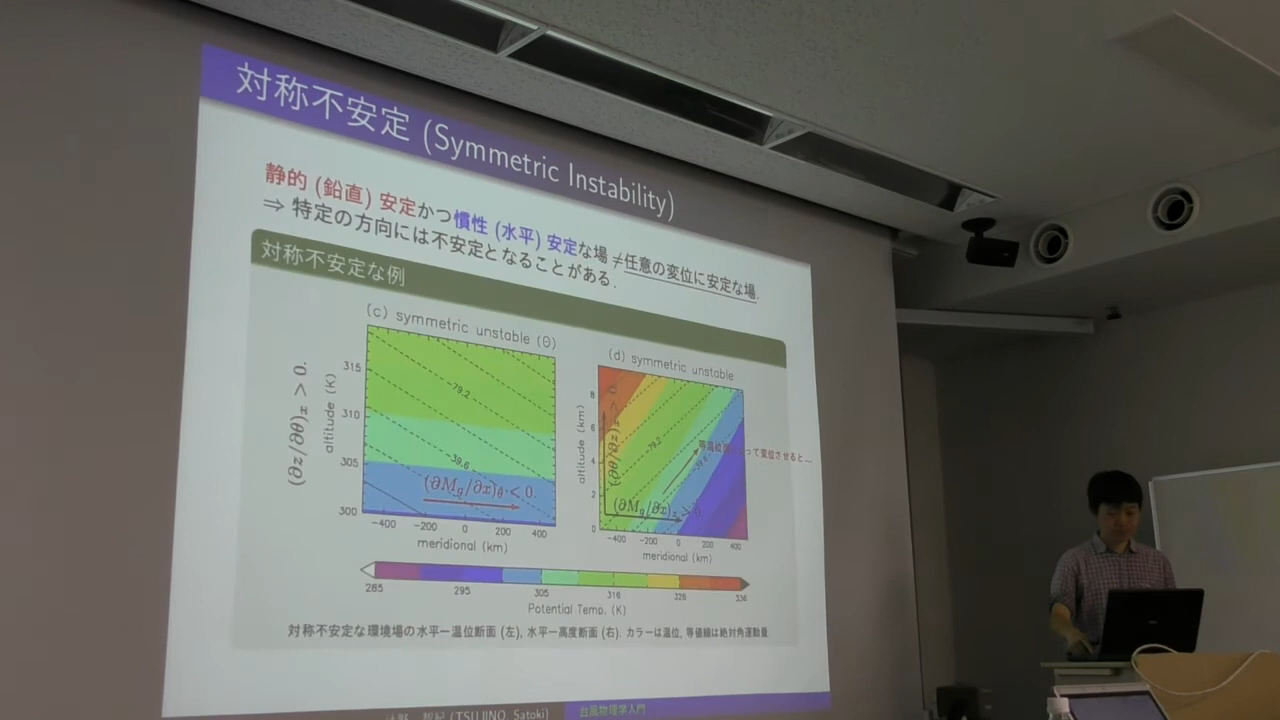 対称不安定 (Symmetric Instability)
静的 (鉛直) 安定かつ慣性 (水平) 安定な場 ≠任意の変位に安定な場.
⇒ 特定の方向には不安定となることがある.
対称不安定な例
(c) symmetric unstable (θ)
(∂z/∂θ)x > 0.
altitude (K)
315
310
305
300
-79.2
-39.6
(∂Mg/∂x)θ < 0.
-400 -200 0 200 400
meridional (km)
(d) symmetric unstable
altitude (km)
8
6
4
2
0
(∂θ/∂z)x > 0.
-79.2
-39.6
(∂Mg/∂x)z > 0.
-400 -200 0 200 400
meridional (km)
285 295 305 316 326 336
Potential Temp. (K)
対称不安定な環境場の水平ー温位断面 (左), 水平ー高度断面 (右). カラーは温位, 等値線は絶対角運動量.
(TSUJINO, Satoki)
台風物理学入門